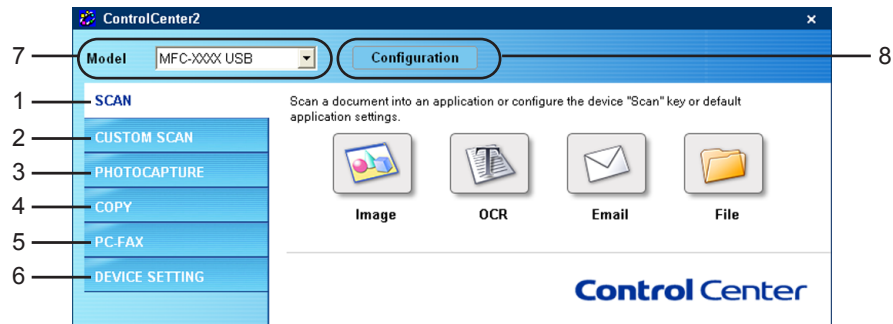 ControlCenter2
7 Model MFC-XXXX USB Configuration 8
1 SCAN
2 CUSTOM SCAN
3 PHOTOCAPTURE
4 COPY
5 PC-FAX
6 DEVICE SETTING
Scan a document into an application or configure the device "Scan" key or default
application settings.
Image OCR Email File
Control Center